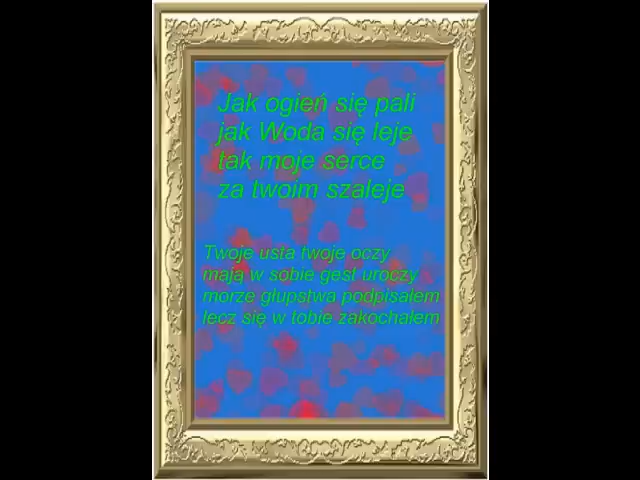 Jak ogień się pali
jak Woda się leje
tak moje serce
za twoim szaleje
Twoje usta twoje oczy
mają w sobie gest uroczy
morze głupstwa podpisałem
lecz się w tobie zakochałem